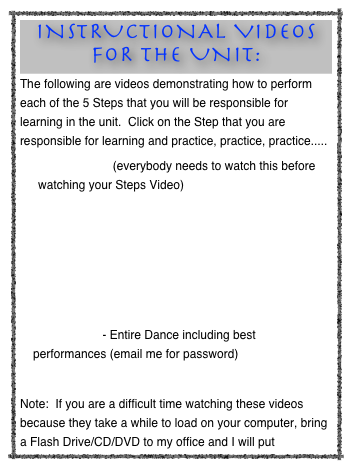 Instructional Videos
for the Unit:
The following are videos demonstrating how to perform
each of the 5 Steps that you will be responsible for
learning in the unit.  Click on the Step that you are
responsible for learning and practice, practice, practice.....
(everybody needs to watch this before
watching your Steps Video)
- Entire Dance including best
performances (email me for password)
Note:  If you are a difficult time watching these videos
because they take a while to load on your computer, bring
a Flash Drive/CD/DVD to my office and I will put